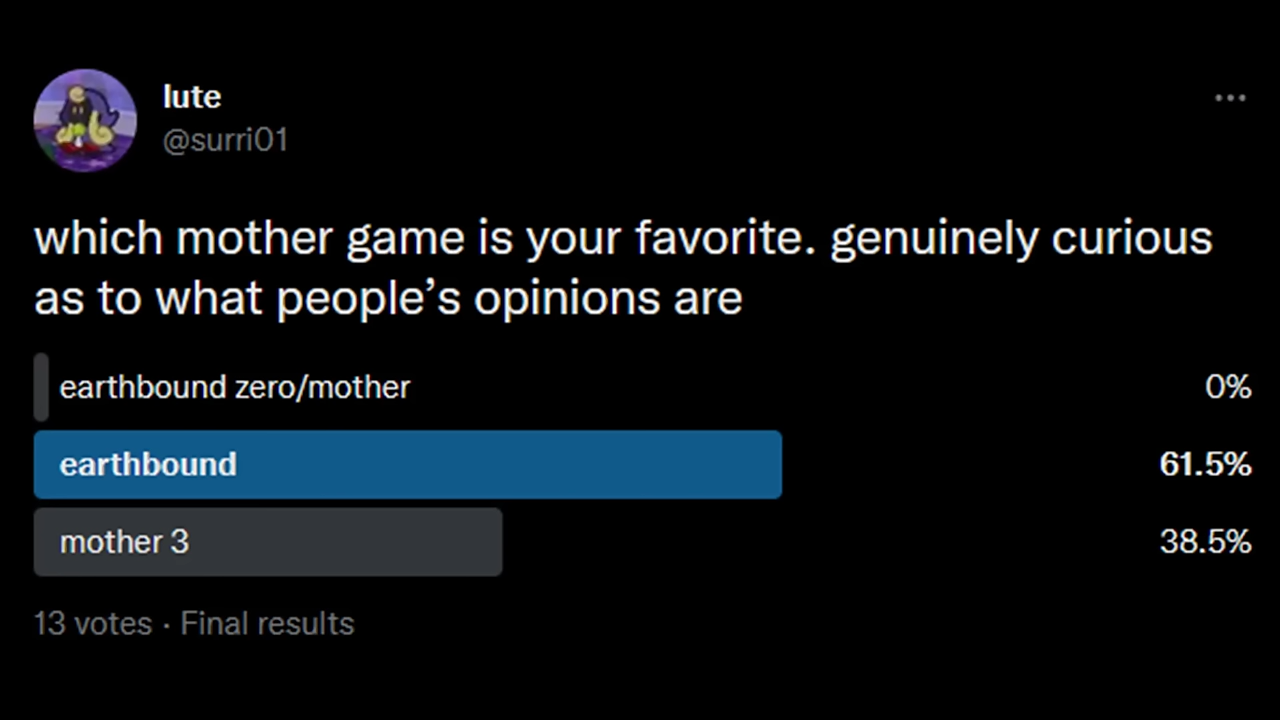 lute
@surri01
which mother game is your favorite. genuinely curious
as to what people’s opinions are
earthbound zero/mother 0%
earthbound 61.5%
mother 3 38.5%
13 votes · Final results